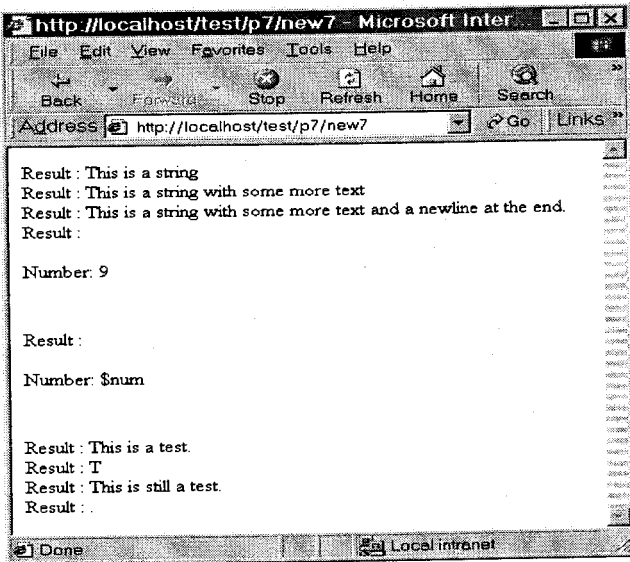 http://localhost/test/p7/new7 - Microsoft Inter...
File Edit View Favorites Tools Help
Back Forward Stop Refresh Home Search »
Address http://localhost/test/p7/new7 Go Links »
Result : This is a string
Result : This is a string with some more text
Result : This is a string with some more text and a newline at the end.
Result :
Number: 9
Result :
Number: $num
Result : This is a test.
Result : T
Result : This is still a test.
Result : .
Done Local intranet